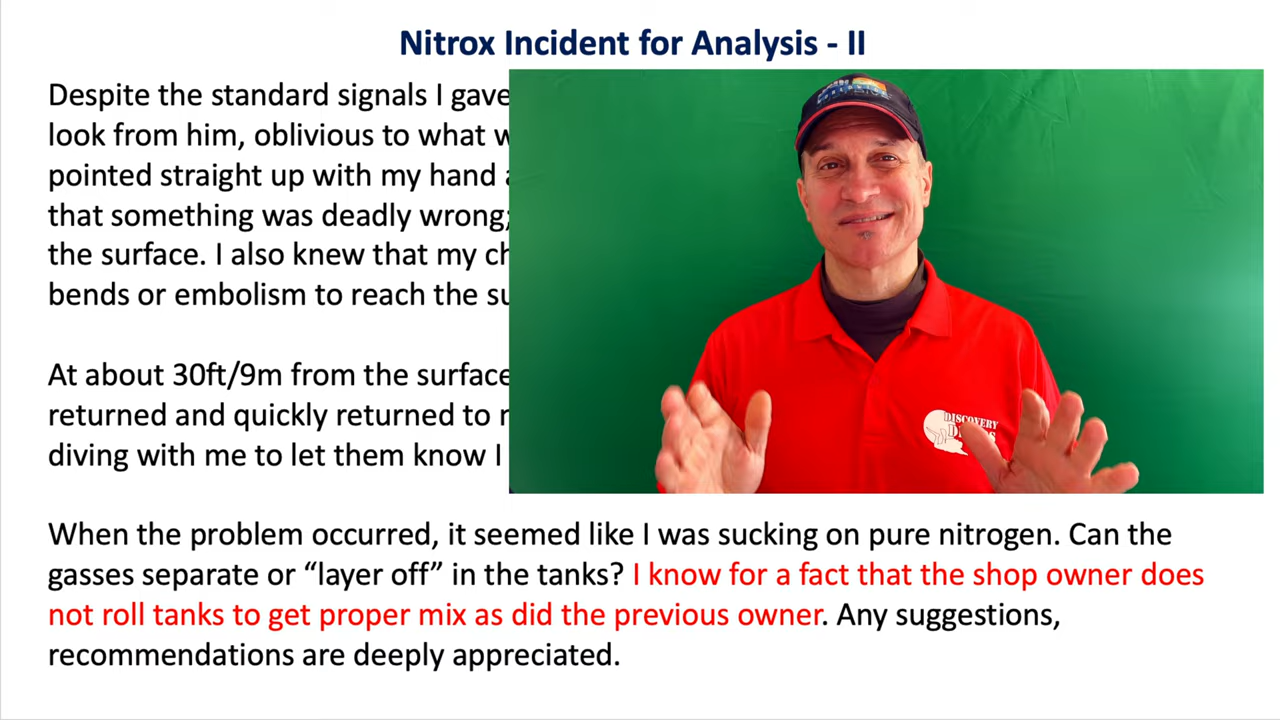 Nitrox Incident for Analysis - II
Despite the standard signals I gave
look from him, oblivious to what w
pointed straight up with my hand a
that something was deadly wrong;
the surface. I also knew that my ch
bends or embolism to reach the su
At about 30ft/9m from the surface
returned and quickly returned to n
diving with me to let them know I
When the problem occurred, it seemed like I was sucking on pure nitrogen. Can the
gasses separate or “layer off” in the tanks? I know for a fact that the shop owner does
not roll tanks to get proper mix as did the previous owner. Any suggestions,
recommendations are deeply appreciated.
DISCOVERY